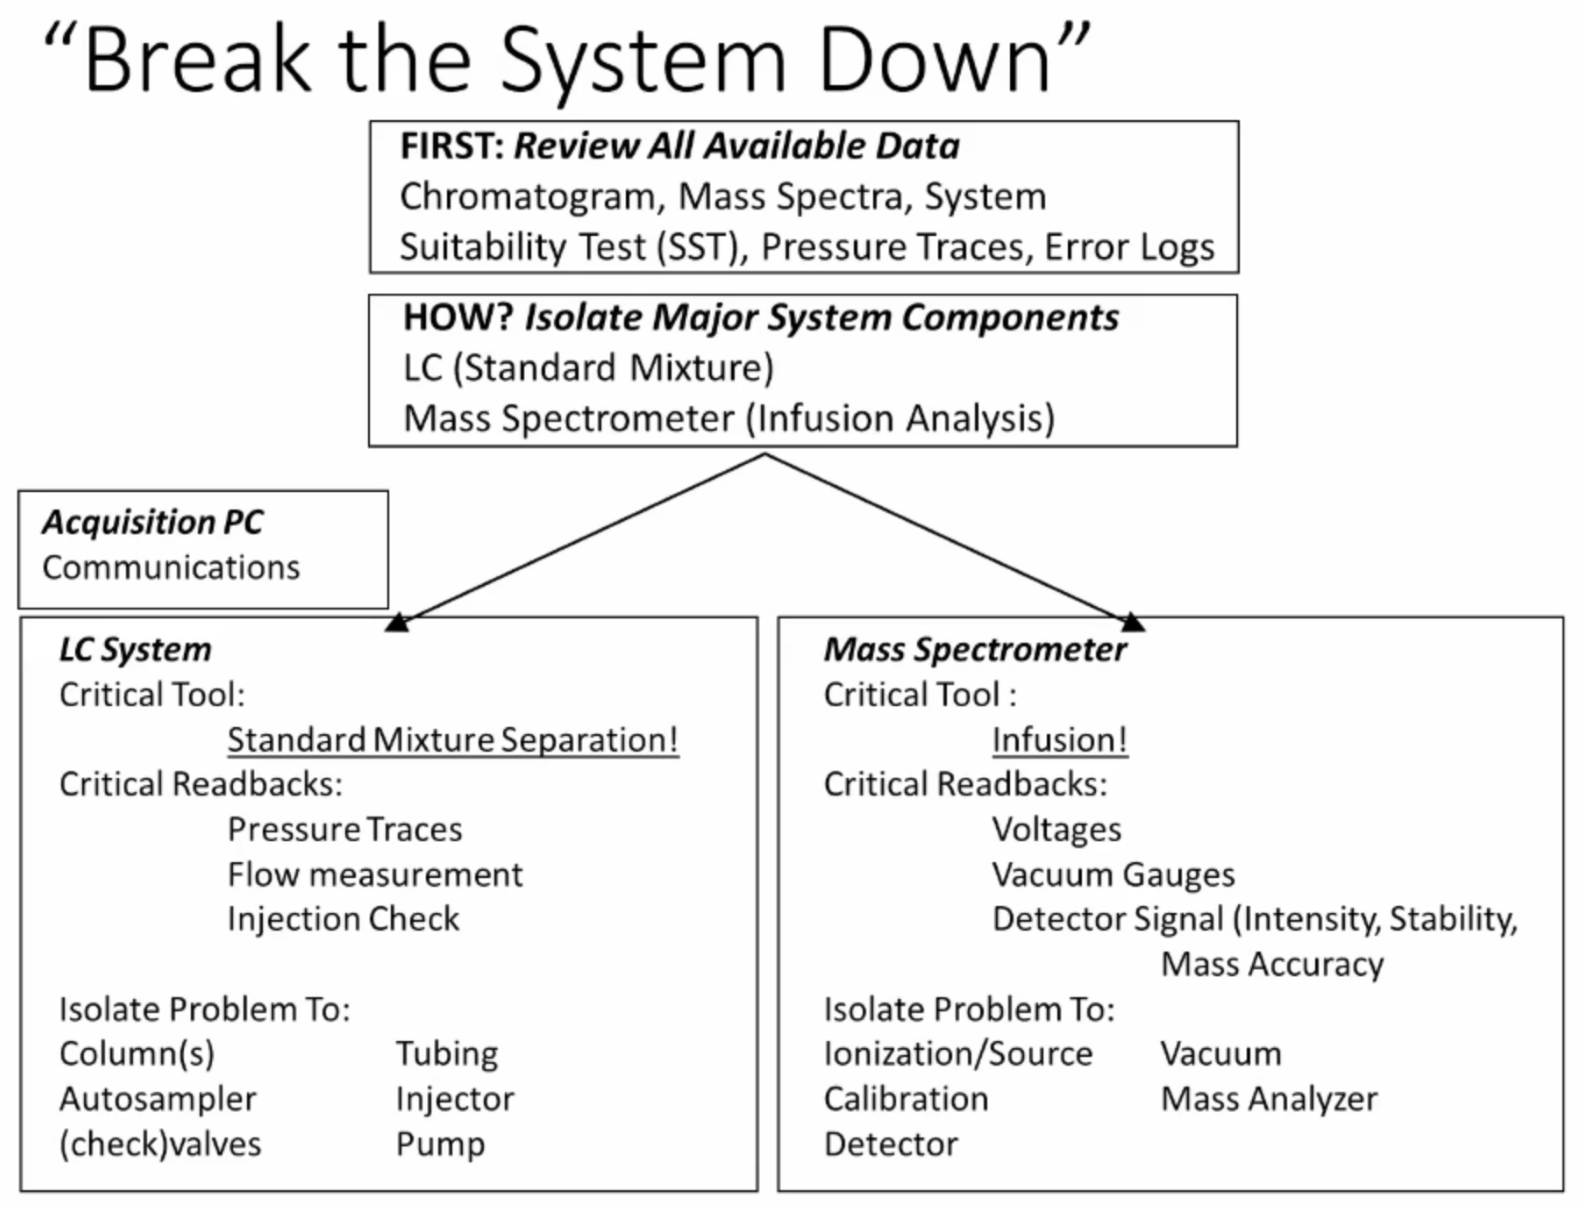 “Break the System Down”
FIRST: Review All Available Data
Chromatogram, Mass Spectra, System
Suitability Test (SST), Pressure Traces, Error Logs
HOW? Isolate Major System Components
LC (Standard Mixture)
Mass Spectrometer (Infusion Analysis)
Acquisition PC
Communications
LC System
Critical Tool:
Standard Mixture Separation!
Critical Readbacks:
Pressure Traces
Flow measurement
Injection Check
Isolate Problem To:
Column(s) Tubing
Autosampler Injector
(check)valves Pump
Mass Spectrometer
Critical Tool :
Infusion!
Critical Readbacks:
Voltages
Vacuum Gauges
Detector Signal (Intensity, Stability,
Mass Accuracy
Isolate Problem To:
Ionization/Source Vacuum
Calibration Mass Analyzer
Detector